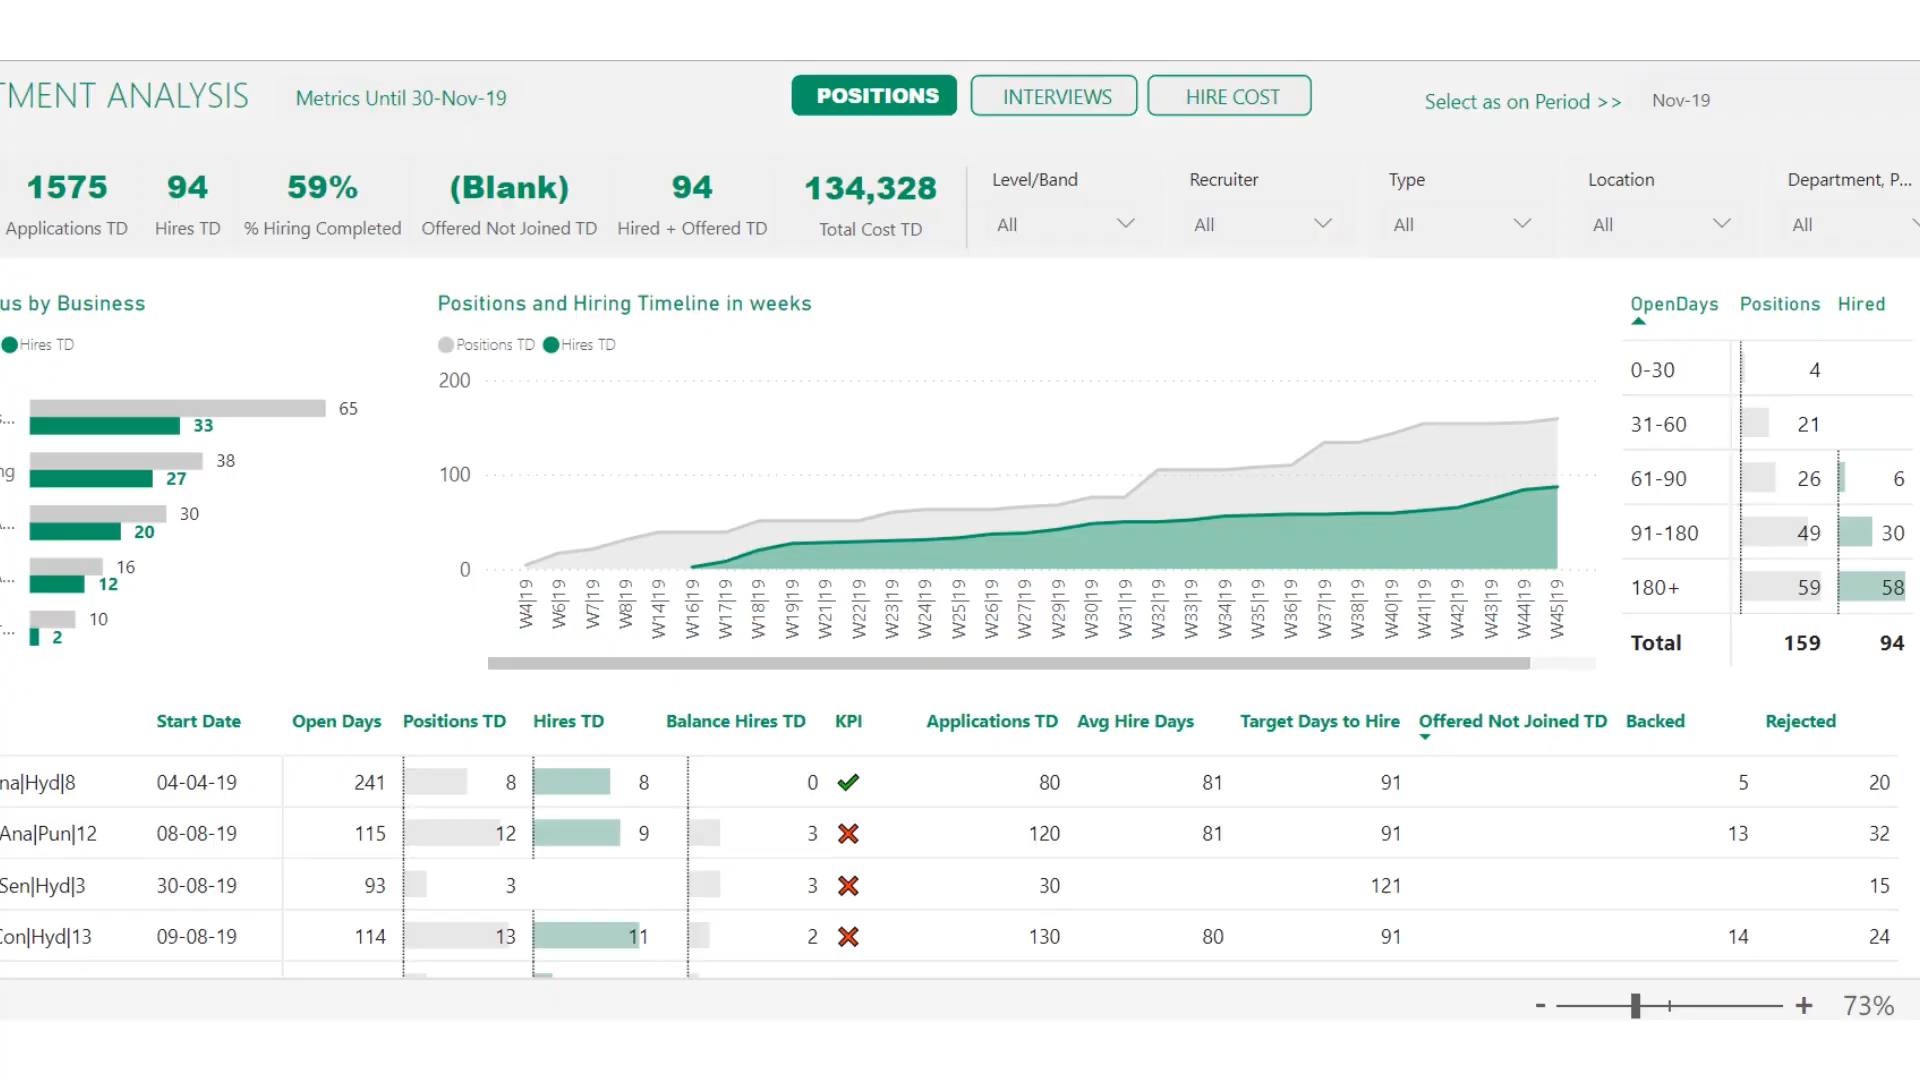 TMENT ANALYSIS
Metrics Until 30-Nov-19
POSITIONS
INTERVIEWS
HIRE COST
Select as on Period >>
Nov-19
1575
Applications TD
94
Hires TD
59%
% Hiring Completed
(Blank)
Offered Not Joined TD
94
Hired + Offered TD
134,328
Total Cost TD
Level/Band
All
Recruiter
All
Type
All
Location
All
Department, P...
All
us by Business
Hires TD
s...
65
33
ng
38
27
A...
30
20
A...
16
12
r...
10
2
Positions and Hiring Timeline in weeks
Positions TD Hires TD
200
100
0
W4|19 W6|19 W7|19 W8|19 W14|19 W16|19 W17|19 W18|19 W19|19 W21|19 W22|19 W23|19 W24|19 W25|19 W26|19 W27|19 W29|19 W30|19 W31|19 W32|19 W33|19 W34|19 W35|19 W36|19 W37|19 W38|19 W40|19 W41|19 W42|19 W43|19 W44|19 W45|19
OpenDays Positions Hired
0-30 4
31-60 21
61-90 26 6
91-180 49 30
180+ 59 58
Total 159 94
Start Date Open Days Positions TD Hires TD Balance Hires TD KPI Applications TD Avg Hire Days Target Days to Hire Offered Not Joined TD Backed Rejected
na|Hyd|8 04-04-19 241 8 8 0 80 81 91 5 20
Ana|Pun|12 08-08-19 115 12 9 3 120 81 91 13 32
Sen|Hyd|3 30-08-19 93 3 3 30 121 15
Con|Hyd|13 09-08-19 114 13 11 2 130 80 91 14 24
- + 73%